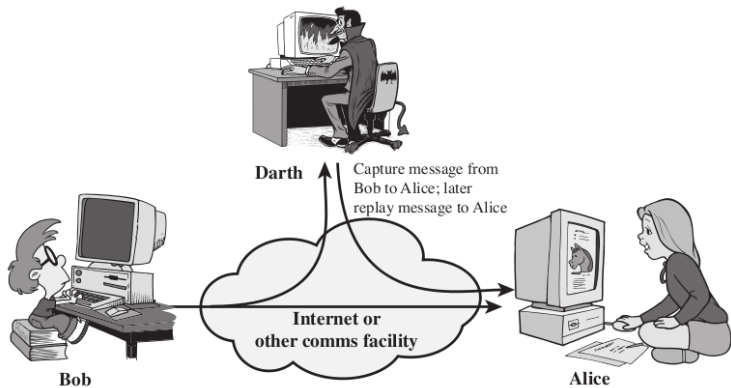 Darth
Capture message from
Bob to Alice; later
replay message to Alice
Internet or
other comms facility
Bob
Alice